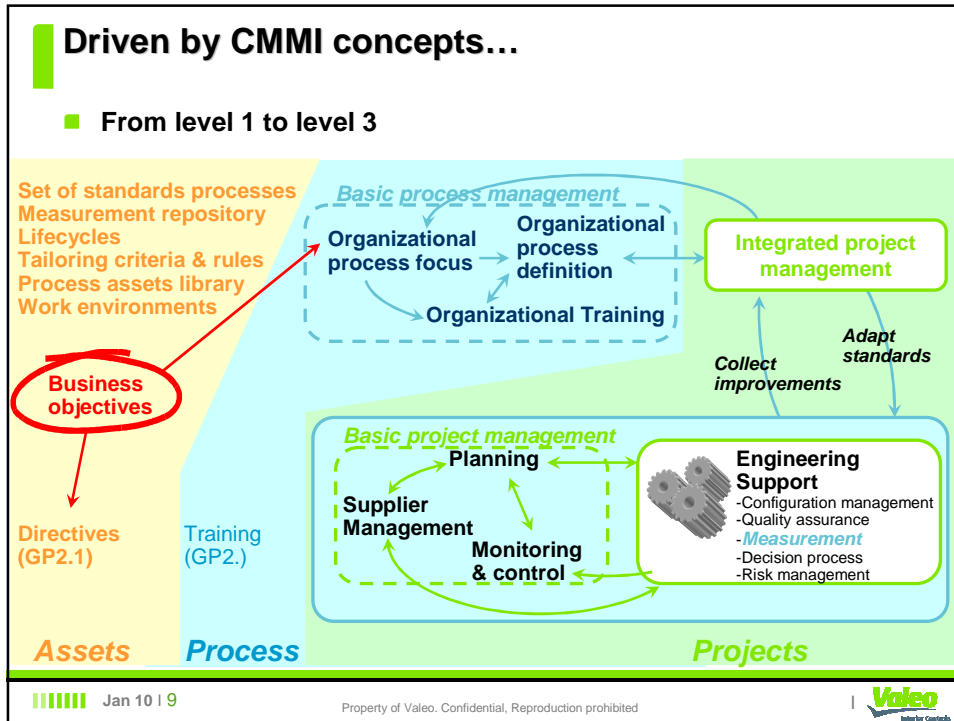 Driven by CMMI concepts…
From level 1 to level 3
Set of standards processes
Measurement repository
Lifecycles
Tailoring criteria & rules
Process assets library
Work environments
Business
objectives
Directives
(GP2.1)
Training
(GP2.)
Basic process management
Organizational
process focus
Organizational
process
definition
Organizational Training
Integrated project
management
Collect
improvements
Adapt
standards
Basic project management
Planning
Supplier
Management
Monitoring
& control
Engineering
Support
-Configuration management
-Quality assurance
-Measurement
-Decision process
-Risk management
Assets
Process
Projects
Jan 10 I 9
Property of Valeo. Confidential, Reproduction prohibited
I
Valeo
Interior Controls